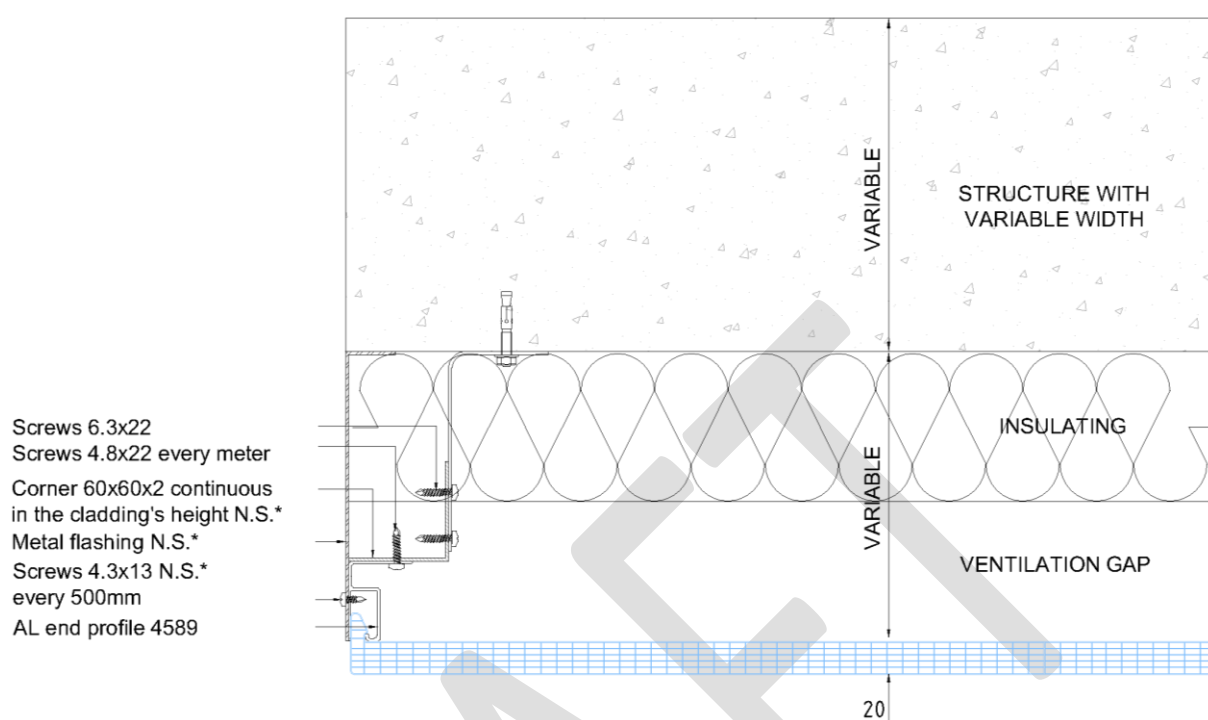 VARIABLE
STRUCTURE WITH
VARIABLE WIDTH
Screws 6.3x22
Screws 4.8x22 every meter
Corner 60x60x2 continuous
in the cladding's height N.S.*
Metal flashing N.S.*
Screws 4.3x13 N.S.*
every 500mm
AL end profile 4589
INSULATING
VARIABLE
VENTILATION GAP
20